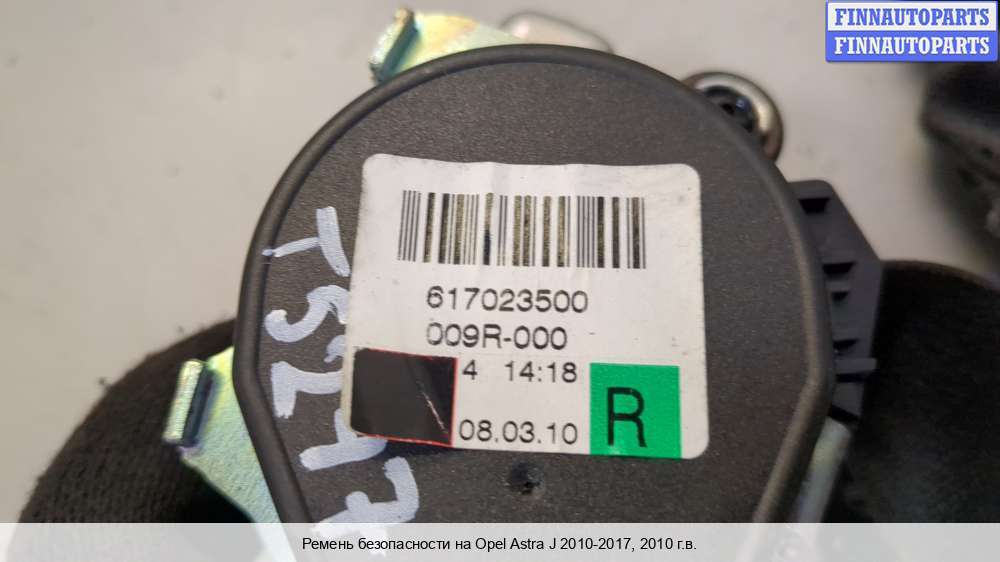 FINNAUTOPARTS
FINNAUTOPARTS
617023500
009R-000
4 14:18
08.03.10
R
Ремень безопасности на Opel Astra J 2010-2017, 2010 г.в.